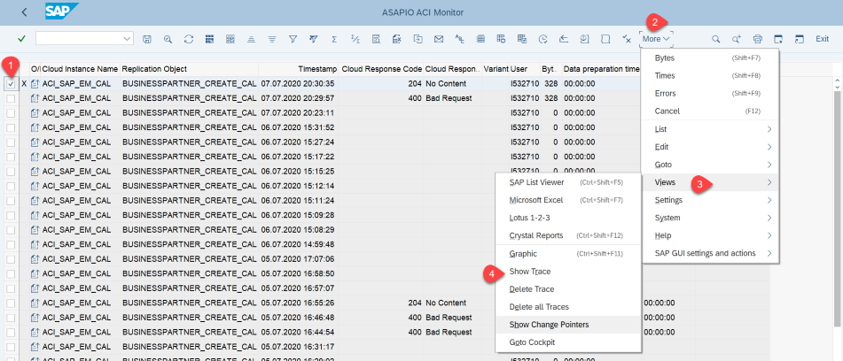 SAP
ASAPIO ACI Monitor
More
Exit
1
2
O/ Cloud Instance Name Replication Object Timestamp Cloud Response Code Cloud Respon... Variant User Byt... Data preparation time
X ACI_SAP_EM_CAL BUSINESSPARTNER_CREATE_CAL 07.07.2020 20:30:35 204 No Content I532710 328 00:00:00
ACI_SAP_EM_CAL BUSINESSPARTNER_CREATE_CAL 07.07.2020 20:29:57 400 Bad Request I532710 328 00:00:00
ACI_SAP_EM_CAL BUSINESSPARTNER_CREATE_CAL 07.07.2020 20:23:11 I532710 0 00:00:00
ACI_SAP_EM_CAL BUSINESSPARTNER_CREATE_CAL 06.07.2020 15:31:52 I532710 0 00:00:00
ACI_SAP_EM_CAL BUSINESSPARTNER_CREATE_CAL 06.07.2020 15:27:24 I532710 0 00:00:00
ACI_SAP_EM_CAL BUSINESSPARTNER_CREATE_CAL 06.07.2020 15:17:22 I532710 0 00:00:00
ACI_SAP_EM_CAL BUSINESSPARTNER_CREATE_CAL 06.07.2020 15:15:25 I532710 0 00:00:00
ACI_SAP_EM_CAL BUSINESSPARTNER_CREATE_CAL 06.07.2020 15:12:14
ACI_SAP_EM_CAL BUSINESSPARTNER_CREATE_CAL 06.07.2020 15:11:24
ACI_SAP_EM_CAL BUSINESSPARTNER_CREATE_CAL 06.07.2020 15:09:28
ACI_SAP_EM_CAL BUSINESSPARTNER_CREATE_CAL 06.07.2020 15:08:29
ACI_SAP_EM_CAL BUSINESSPARTNER_CREATE_CAL 06.07.2020 14:59:48
ACI_SAP_EM_CAL BUSINESSPARTNER_CREATE_CAL 05.07.2020 17:07:06
ACI_SAP_EM_CAL BUSINESSPARTNER_CREATE_CAL 05.07.2020 16:58:50
ACI_SAP_EM_CAL BUSINESSPARTNER_CREATE_CAL 05.07.2020 16:57:07
ACI_SAP_EM_CAL BUSINESSPARTNER_CREATE_CAL 05.07.2020 16:55:26 204 No Content 00:00:00
ACI_SAP_EM_CAL BUSINESSPARTNER_CREATE_CAL 05.07.2020 16:46:48 400 Bad Request 00:00:00
ACI_SAP_EM_CAL BUSINESSPARTNER_CREATE_CAL 05.07.2020 16:44:54 400 Bad Request 00:00:00
ACI_SAP_EM_CAL BUSINESSPARTNER_CREATE_CAL 05.07.2020 16:31:17
Bytes (Shift+F7)
Times (Shift+F8)
Errors (Shift+F9)
Cancel (F12)
List
Edit
Goto
Views
3
Settings
System
Help
SAP GUI settings and actions
SAP List Viewer (Ctrl+Shift+F5)
Microsoft Excel (Ctrl+Shift+F7)
Lotus 1-2-3
Crystal Reports (Ctrl+Shift+F12)
Graphic (Ctrl+Shift+F11)
4
Show Trace
Delete Trace
Delete all Traces
Show Change Pointers
Goto Cockpit